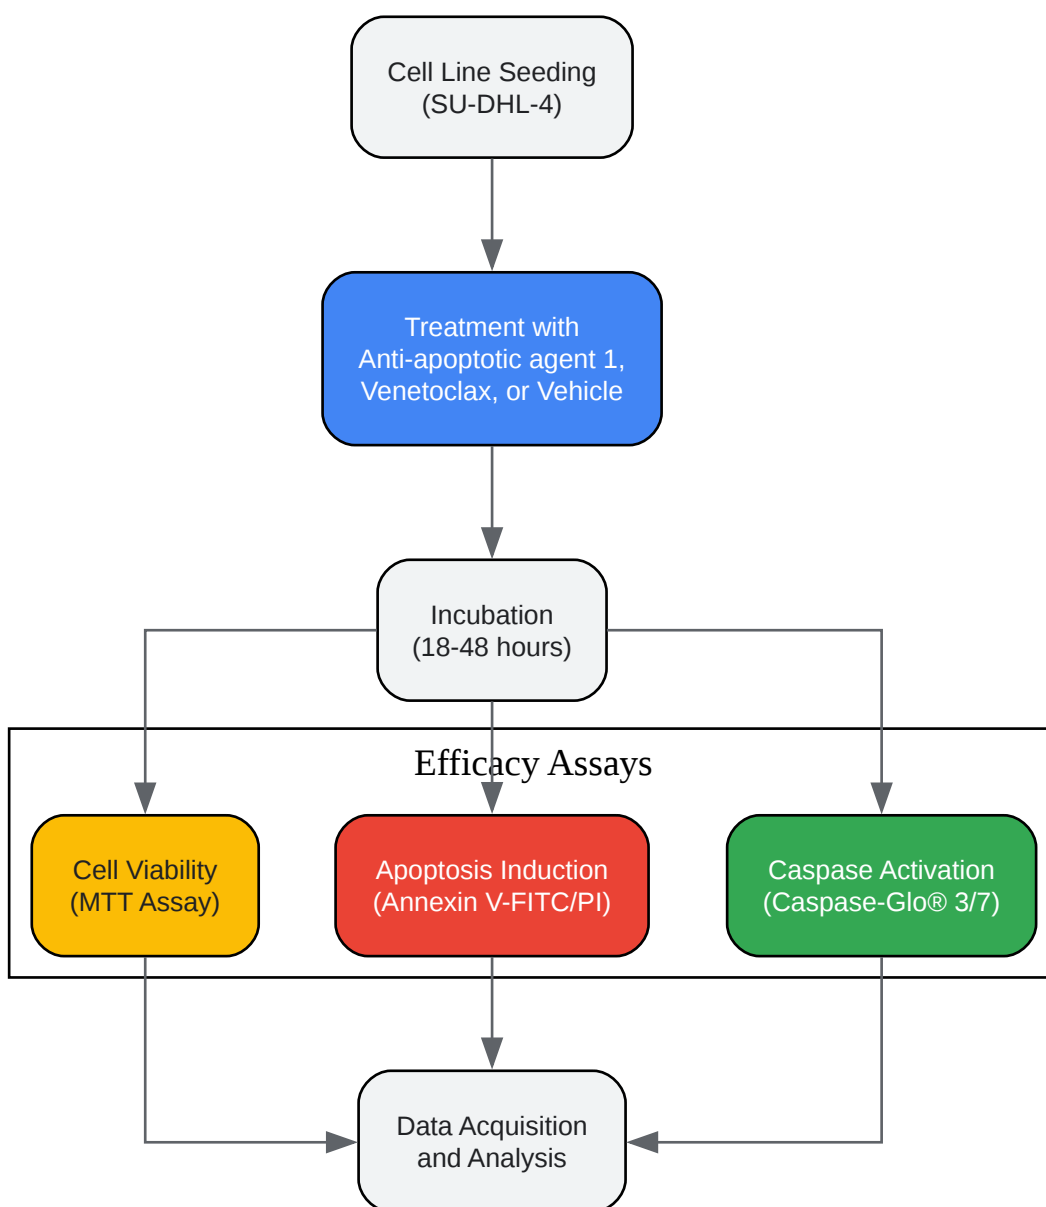 Cell Line Seeding
(SU-DHL-4)
Treatment with
Anti-apoptotic agent 1,
Venetoclax, or Vehicle
Incubation
(18-48 hours)
Efficacy Assays
Cell Viability
(MTT Assay)
Apoptosis Induction
(Annexin V-FITC/PI)
Caspase Activation
(Caspase-Glo® 3/7)
Data Acquisition
and Analysis